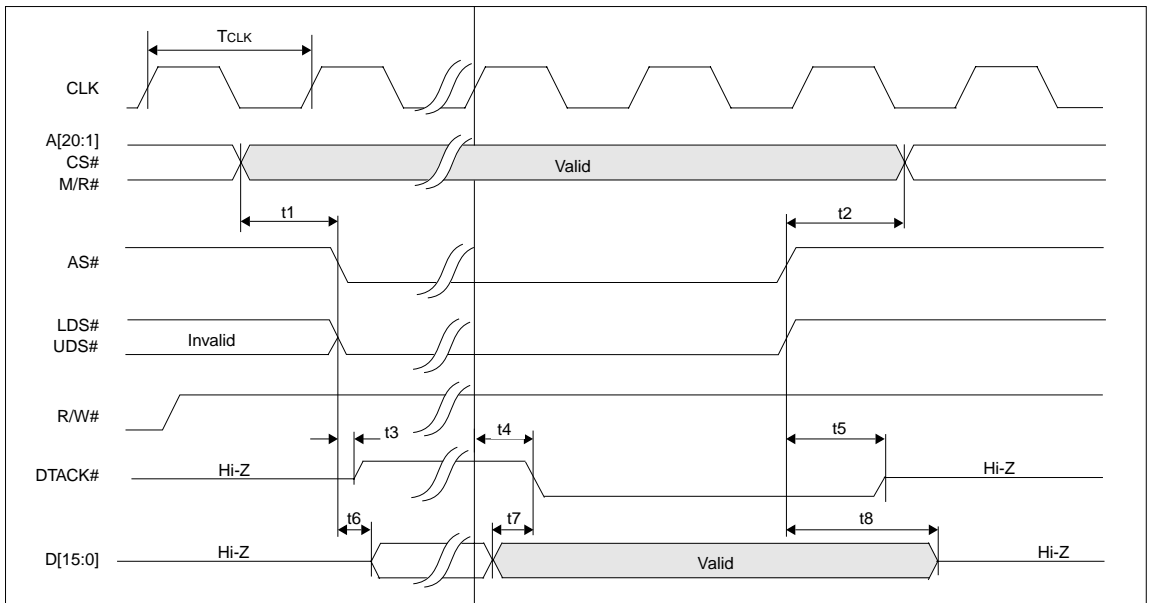 TCLK
CLK
A[20:1]
CS#
M/R#
Valid
t1
t2
AS#
LDS#
UDS#
Invalid
R/W#
t3
t4
t5
DTACK#
Hi-Z
Hi-Z
t6
t7
t8
D[15:0]
Hi-Z
Valid
Hi-Z